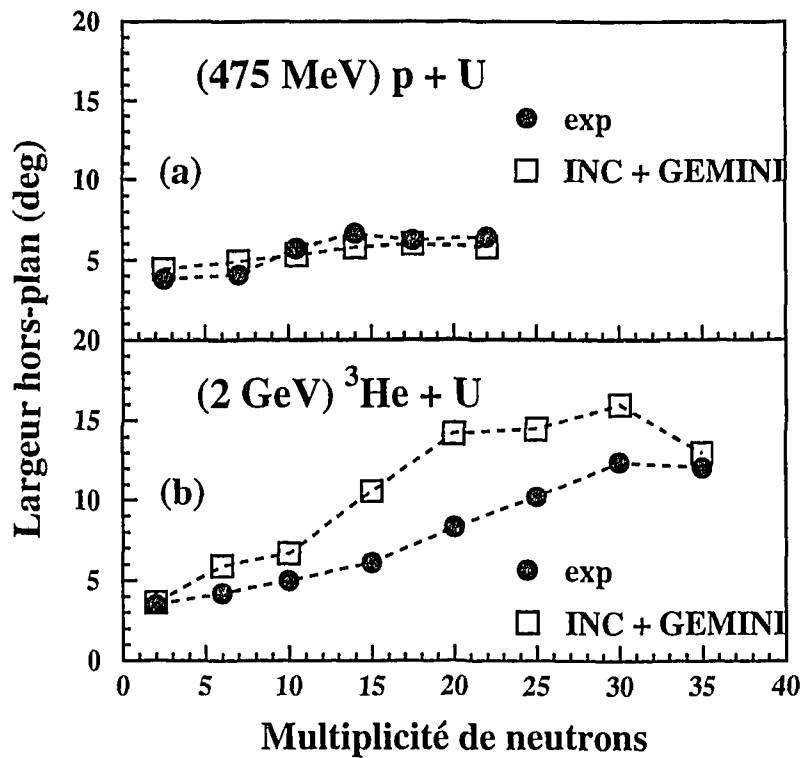 20
(475 MeV) p + U
15
exp
(a)
INC + GEMINI
10
5
20
(2 GeV) ³He + U
15
(b)
10
exp
5
INC + GEMINI
0
0 5 10 15 20 25 30 35 40
Multiplicité de neutrons
Largeur hors-plan (deg)